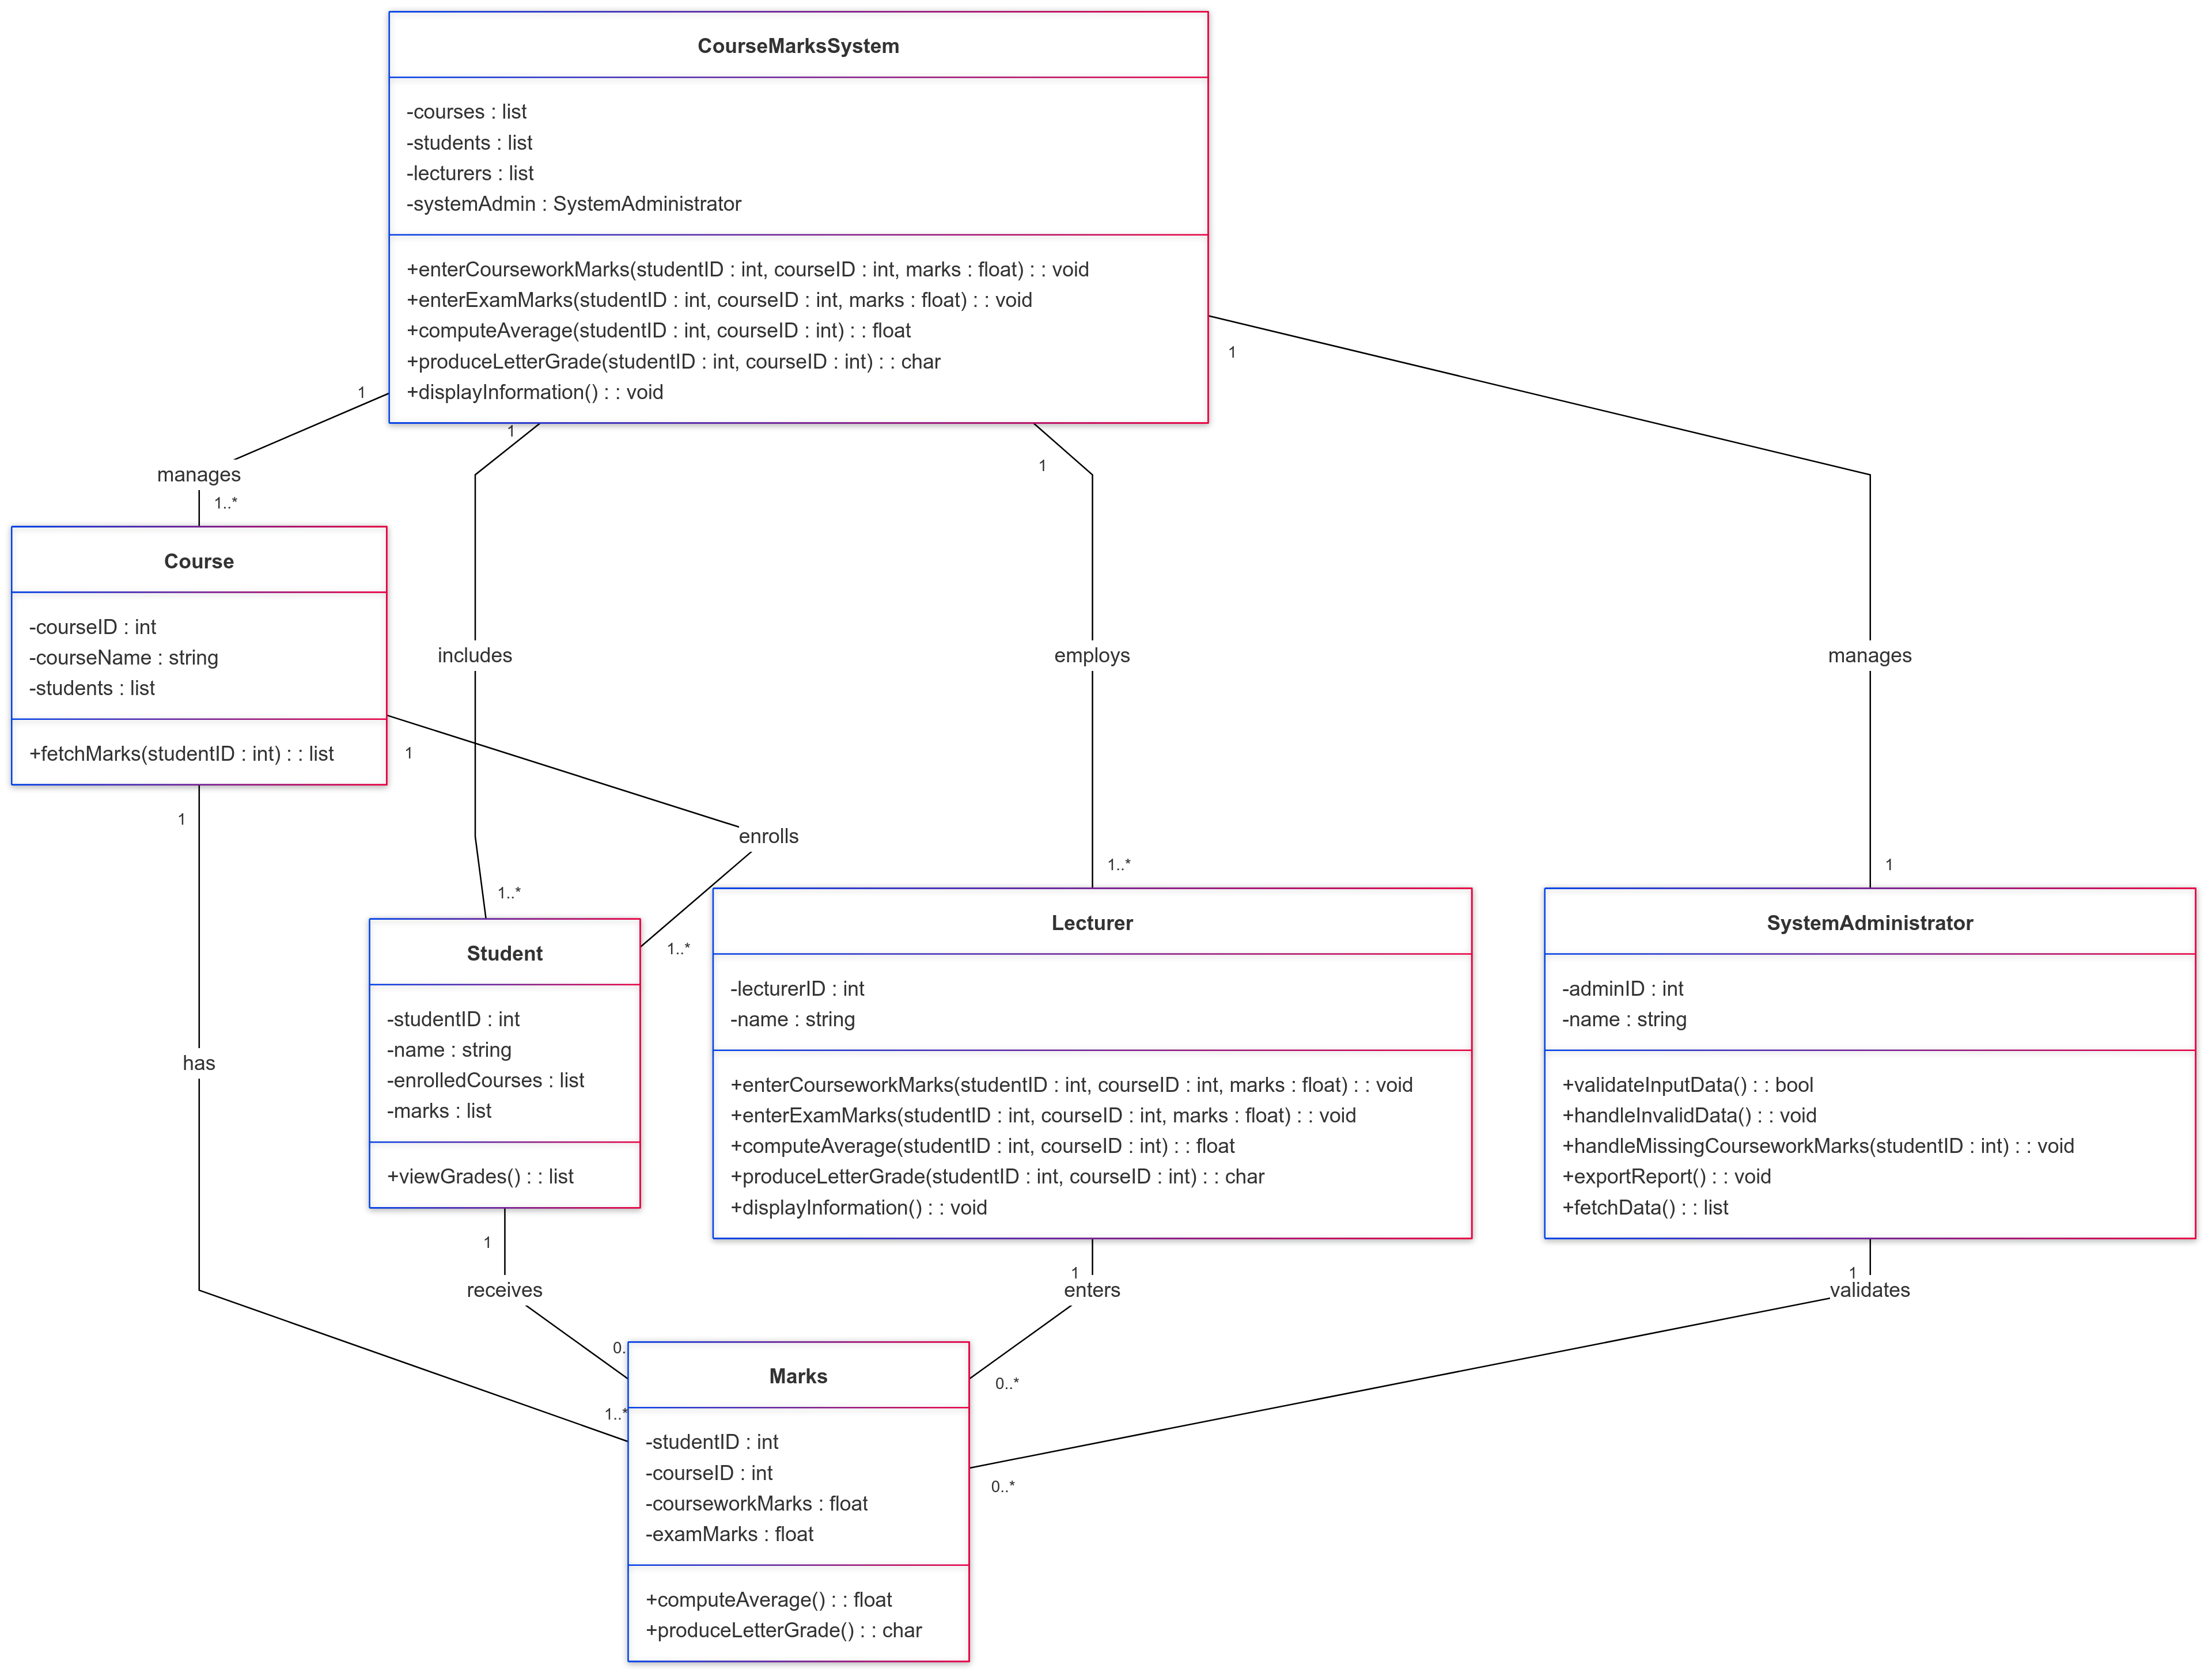 CourseMarksSystem
-courses : list
-students : list
-lecturers : list
-systemAdmin : SystemAdministrator
+enterCourseworkMarks(studentID : int, courseID : int, marks : float) : : void
+enterExamMarks(studentID : int, courseID : int, marks : float) : : void
+computeAverage(studentID : int, courseID : int) : : float
+produceLetterGrade(studentID : int, courseID : int) : : char
+displayInformation() : : void
1
manages
1..*
1
includes
1..*
1
employs
1..*
1
manages
1
Course
-courseID : int
-courseName : string
-students : list
+fetchMarks(studentID : int) : : list
1
enrolls
1..*
1
has
1..*
Student
-studentID : int
-name : string
-enrolledCourses : list
-marks : list
+viewGrades() : : list
1
receives
0..
Lecturer
-lecturerID : int
-name : string
+enterCourseworkMarks(studentID : int, courseID : int, marks : float) : : void
+enterExamMarks(studentID : int, courseID : int, marks : float) : : void
+computeAverage(studentID : int, courseID : int) : : float
+produceLetterGrade(studentID : int, courseID : int) : : char
+displayInformation() : : void
1
enters
0..*
SystemAdministrator
-adminID : int
-name : string
+validateInputData() : : bool
+handleInvalidData() : : void
+handleMissingCourseworkMarks(studentID : int) : : void
+exportReport() : : void
+fetchData() : : list
1
validates
0..*
Marks
-studentID : int
-courseID : int
-courseworkMarks : float
-examMarks : float
+computeAverage() : : float
+produceLetterGrade() : : char